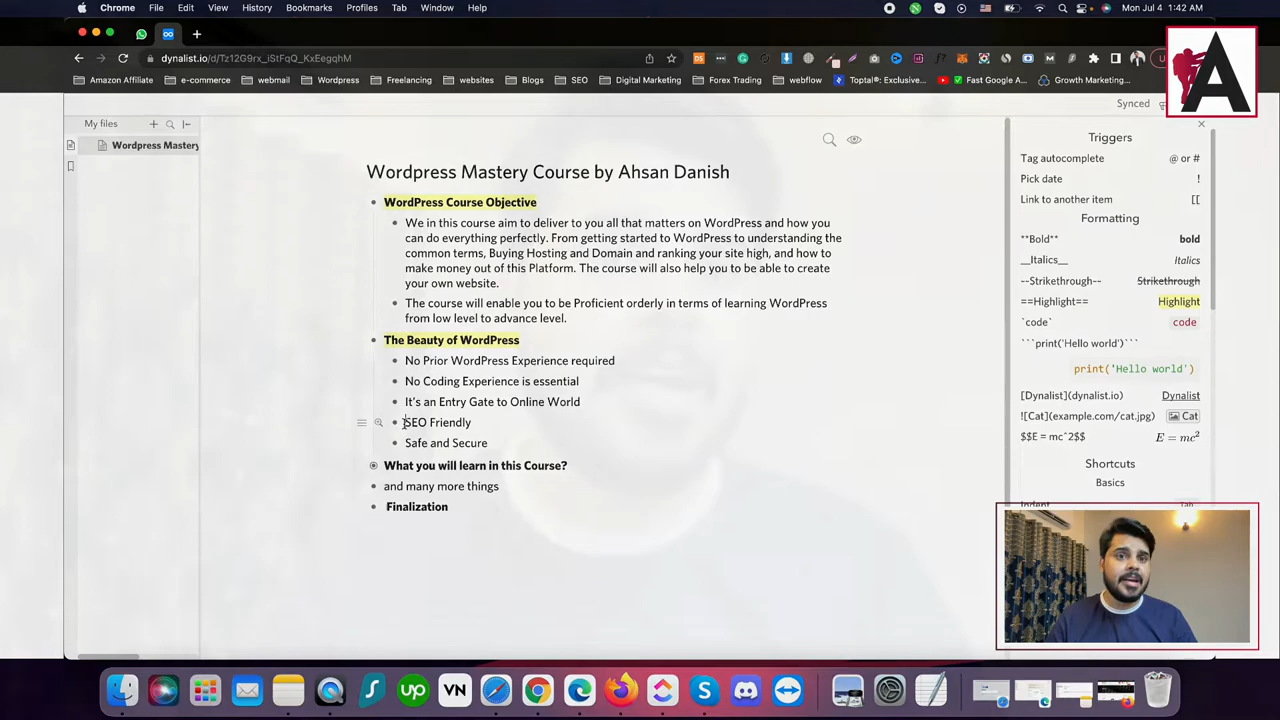 Chrome File Edit View History Bookmarks Profiles Tab Window Help
Mon Jul 4 1:42 AM
dynalist.io/d/Tz12G9rx_iStFqQ_KxEegqhM
Amazon Affiliate e-commerce webmail Wordpress Freelancing websites Blogs SEO Digital Marketing Forex Trading webflow Toptal®: Exclusive... Fast Google A... Growth Marketing...
A
Synced
My files
Wordpress Mastery
Wordpress Mastery Course by Ahsan Danish
WordPress Course Objective
We in this course aim to deliver to you all that matters on WordPress and how you
can do everything perfectly. From getting started to WordPress to understanding the
common terms, Buying Hosting and Domain and ranking your site high, and how to
make money out of this Platform. The course will also help you to be able to create
your own website.
The course will enable you to be Proficient orderly in terms of learning WordPress
from low level to advance level.
The Beauty of WordPress
No Prior WordPress Experience required
No Coding Experience is essential
It's an Entry Gate to Online World
SEO Friendly
Safe and Secure
What you will learn in this Course?
and many more things
Finalization
Triggers
Tag autocomplete @ or #
Pick date !
Link to another item [[
Formatting
**Bold** bold
__Italics__ Italics
~~Strikethrough~~ Strikethrough
==Highlight== Highlight
`code` code
```print('Hello world')```
print('Hello world')
[Dynalist](dynalist.io) Dynalist
![Cat](example.com/cat.jpg) Cat
$$E = mc^2$$ E = mc²
Shortcuts
Basics
Up
VN